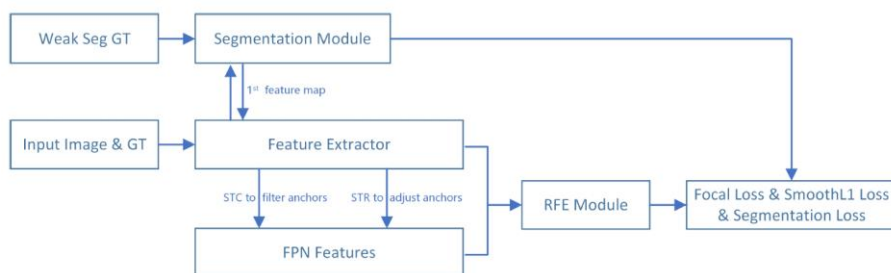 Weak Seg GT
Segmentation Module
1st feature map
Input Image & GT
Feature Extractor
STC to filter anchors
STR to adjust anchors
RFE Module
Focal Loss & SmoothL1 Loss
& Segmentation Loss
FPN Features